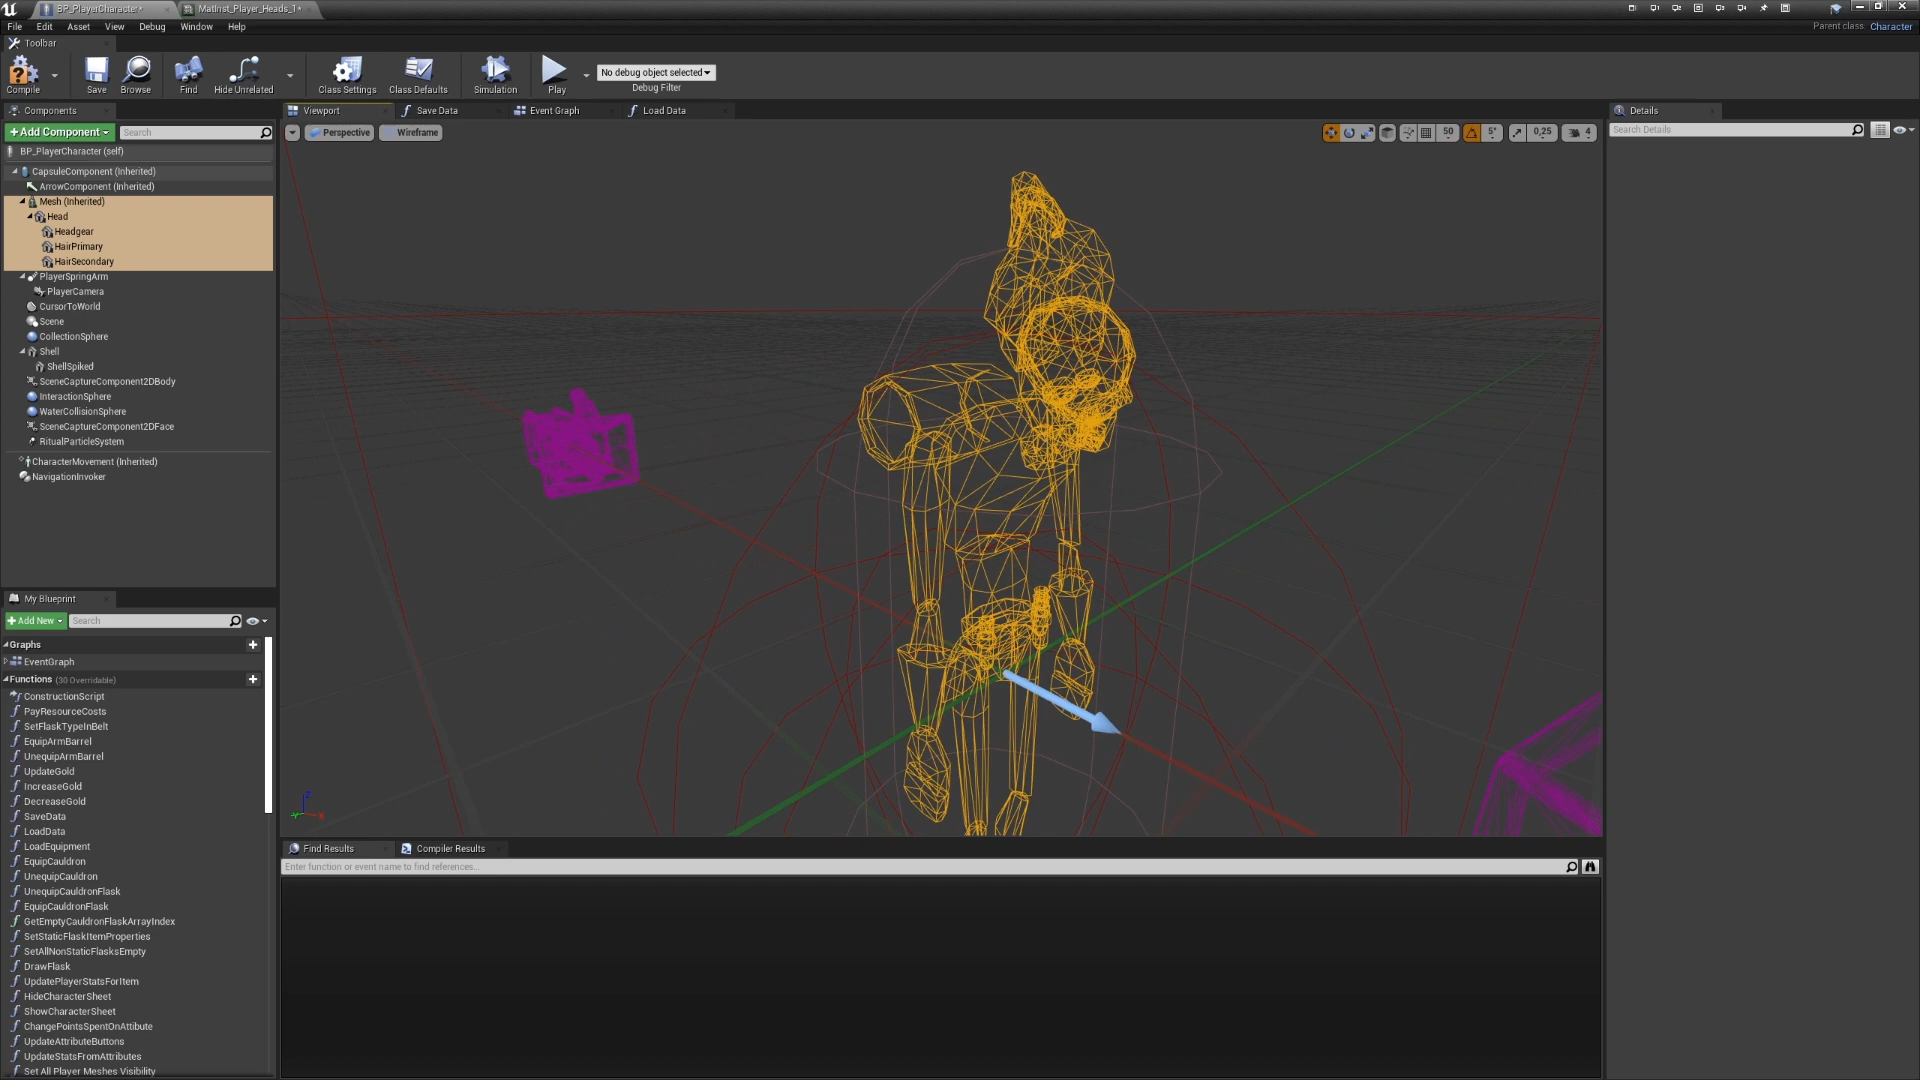 BP_PlayerCharacter*
MatInst_Player_Heads_1*
File Edit Asset View Debug Window Help
Parent class: Character
Toolbar
Compile Save Browse Find Hide Unrelated Class Settings Class Defaults Simulation Play
No debug object selected
Debug Filter
Components
Add Component
Search
BP_PlayerCharacter (self)
CapsuleComponent (Inherited)
ArrowComponent (Inherited)
Mesh (Inherited)
Head
Headgear
HairPrimary
HairSecondary
PlayerSpringArm
PlayerCamera
CursorToWorld
Scene
CollectionSphere
Shell
ShellSpiked
SceneCaptureComponent2DBody
InteractionSphere
WaterCollisionSphere
SceneCaptureComponent2DFace
RitualParticleSystem
CharacterMovement (Inherited)
NavigationInvoker
My Blueprint
Add New
Search
Graphs
EventGraph
Functions (30 Overridable)
ConstructionScript
PayResourceCosts
SetFlaskTypeInBelt
EquipArmBarrel
UnequipArmBarrel
UpdateGold
IncreaseGold
DecreaseGold
SaveData
LoadData
LoadEquipment
EquipCauldron
UnequipCauldron
UnequipCauldronFlask
EquipCauldronFlask
GetEmptyCauldronFlaskArrayIndex
SetStaticFlaskItemProperties
SetAllNonStaticFlasksEmpty
DrawFlask
UpdatePlayerStatsForItem
HideCharacterSheet
ShowCharacterSheet
ChangePointsSpentOnAttibute
UpdateAttributeButtons
UpdateStatsFromAttributes
Set All Player Meshes Visibility
Viewport
Save Data
Event Graph
Load Data
Perspective
Wireframe
50
5°
0,25
4
Z
Find Results
Compiler Results
Enter function or event name to find references...
Details
Search Details